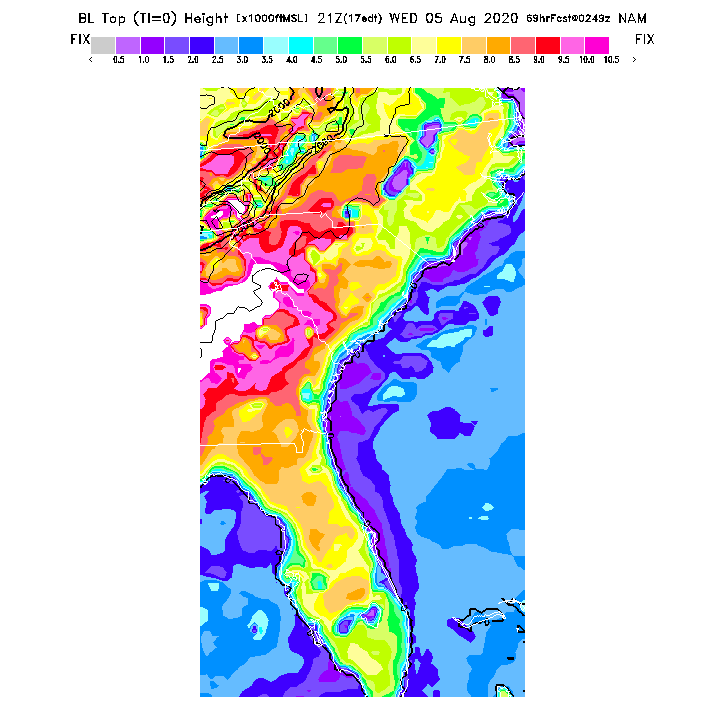 BL Top (TI=0) Height [x1000ftMSL] 21Z(17edt) WED 05 Aug 2020 69hrFcst@0249z NAM
FIX FIX
< 0.5 1.0 1.5 2.0 2.5 3.0 3.5 4.0 4.5 5.0 5.5 6.0 6.5 7.0 7.5 8.0 8.5 9.0 9.5 10.0 10.5 >
2000
2000
2000